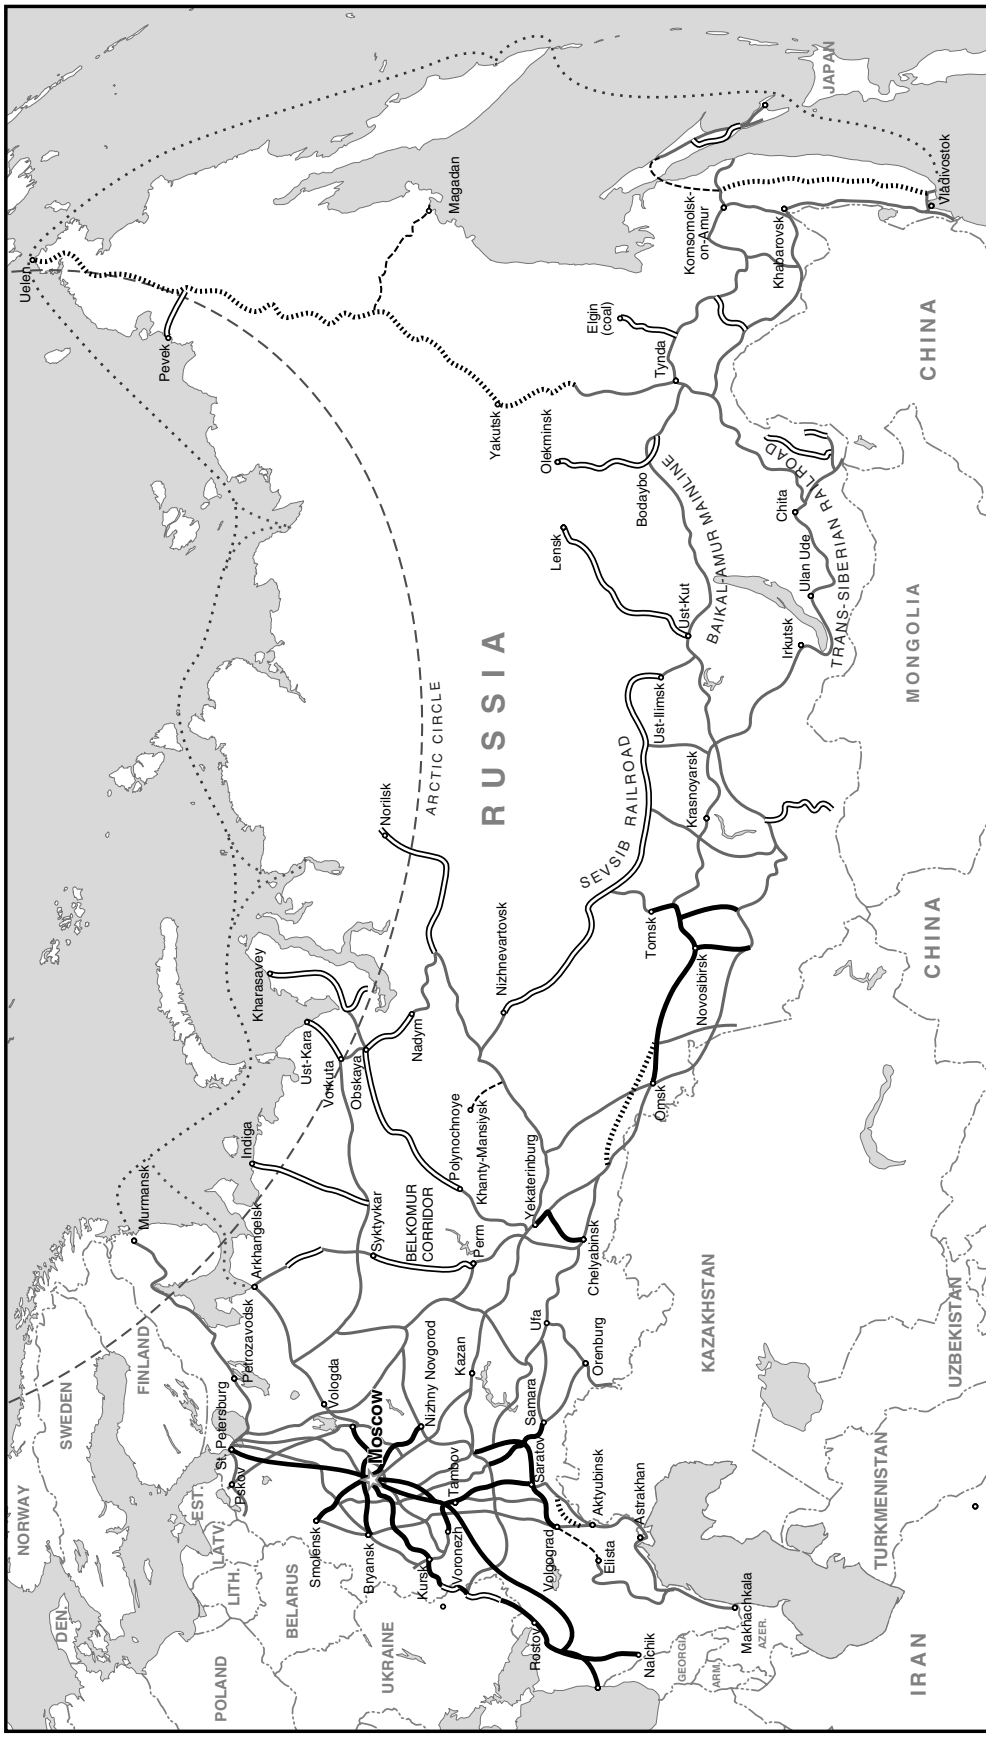 NORWAY
SWEDEN
FINLAND
DEN.
EST.
LATV.
LITH.
BELARUS
POLAND
UKRAINE
Murmansk
Arkhangelsk
Petrozavodsk
St. Petersburg
Pskov
Vologda
Smolensk
Bryansk
Moscow
Nizhny Novgorod
Kazan
Kursk
Voronezh
Tambov
Samara
Saratov
Ufa
Orenburg
Volgograd
Aktyubinsk
Astrakhan
Elista
Rostov
Nalchik
Makhachkala
GEORGIA
ARM.
AZER.
IRAN
TURKMENISTAN
UZBEKISTAN
KAZAKHSTAN
Indiga
Syktyvkar
BELKOMUR
CORRIDOR
Perm
Polynochnoye
Khanty-Mansiysk
Yekaterinburg
Chelyabinsk
Kharasavey
Ust-Kara
Vorkuta
Obskaya
Nadym
Norilsk
Nizhnevartovsk
Omsk
Novosibirsk
Tomsk
Krasnoyarsk
SEVSIB RAILROAD
Ust-Ilimsk
Ust-Kut
Irkutsk
Ulan Ude
Chita
BAIKAL-AMUR MAINLINE
TRANS-SIBERIAN RAILROAD
Lensk
Bodaybo
Olekminsk
Yakutsk
Tynda
Elgin
(coal)
Komsomolsk-
on-Amur
Khabarovsk
Vladivostok
Magadan
Pevek
Uelen
ARCTIC CIRCLE
RUSSIA
CHINA
MONGOLIA
CHINA
JAPAN